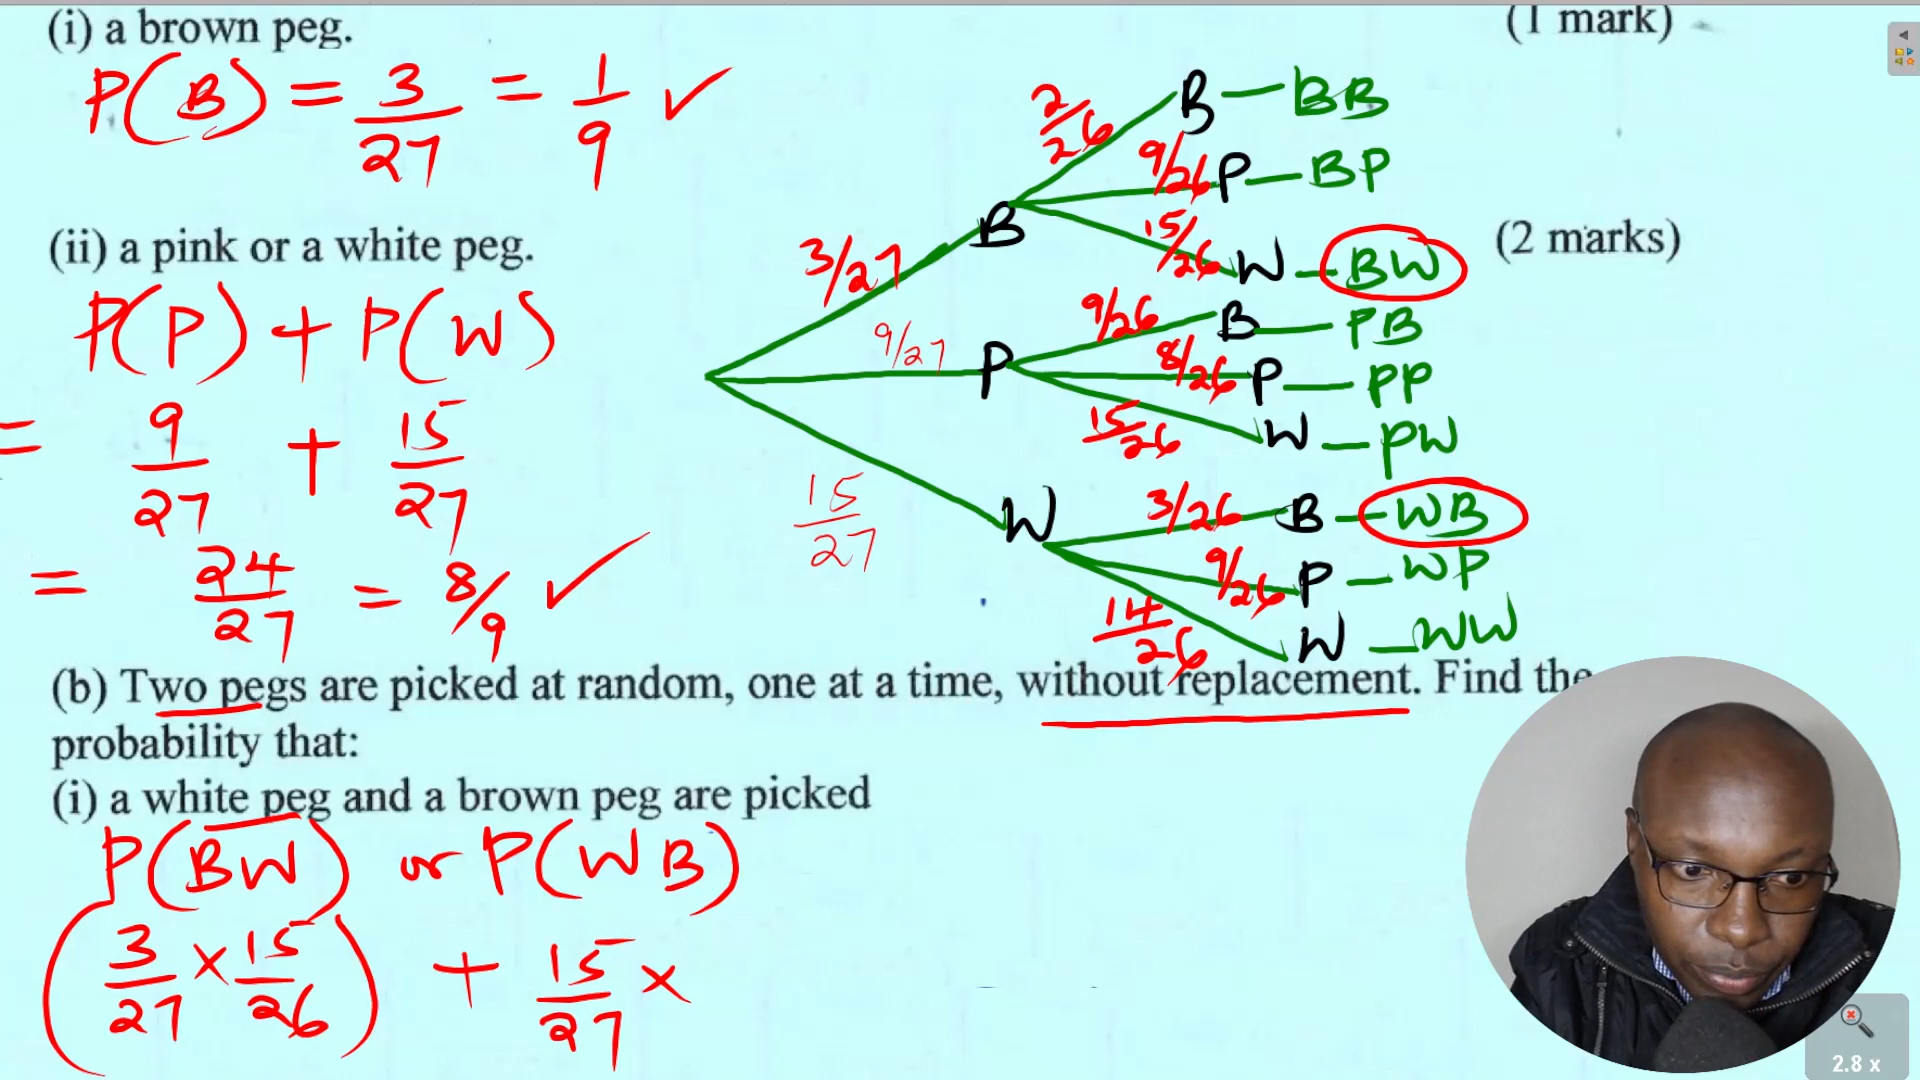 (i) a brown peg.
(1 mark)
P(B) = 3/27 = 1/9 ✓
(ii) a pink or a white peg.
(2 marks)
P(P) + P(W)
= 9/27 + 15/27
= 24/27 = 8/9 ✓
3/27 B
2/26 B — BB
9/26 P — BP
15/26 W — BW
9/27 P
9/26 B — PB
8/26 P — PP
15/26 W — PW
15/27 W
3/26 B — WB
9/26 P — WP
14/26 W — WW
(b) Two pegs are picked at random, one at a time, without replacement. Find the
probability that:
(i) a white peg and a brown peg are picked
P(BW) or P(WB)
(3/27 × 15/26) + 15/27 ×
2.8 x